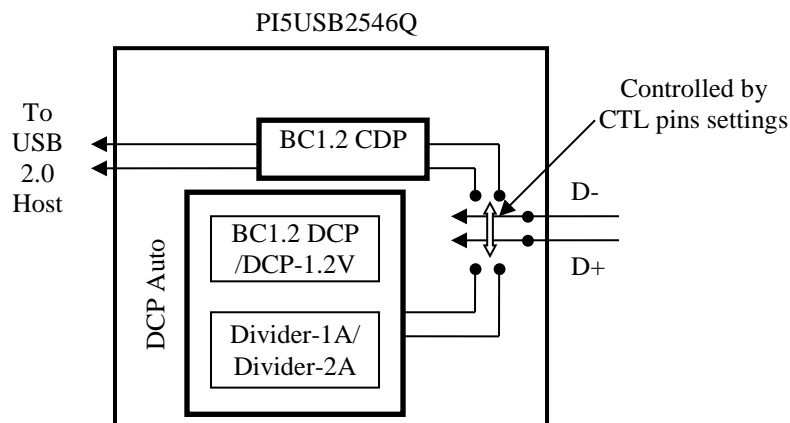 PI5USB2546Q
To
USB
2.0
Host
BC1.2 CDP
Controlled by
CTL pins settings
D-
D+
DCP Auto
BC1.2 DCP
/DCP-1.2V
Divider-1A/
Divider-2A